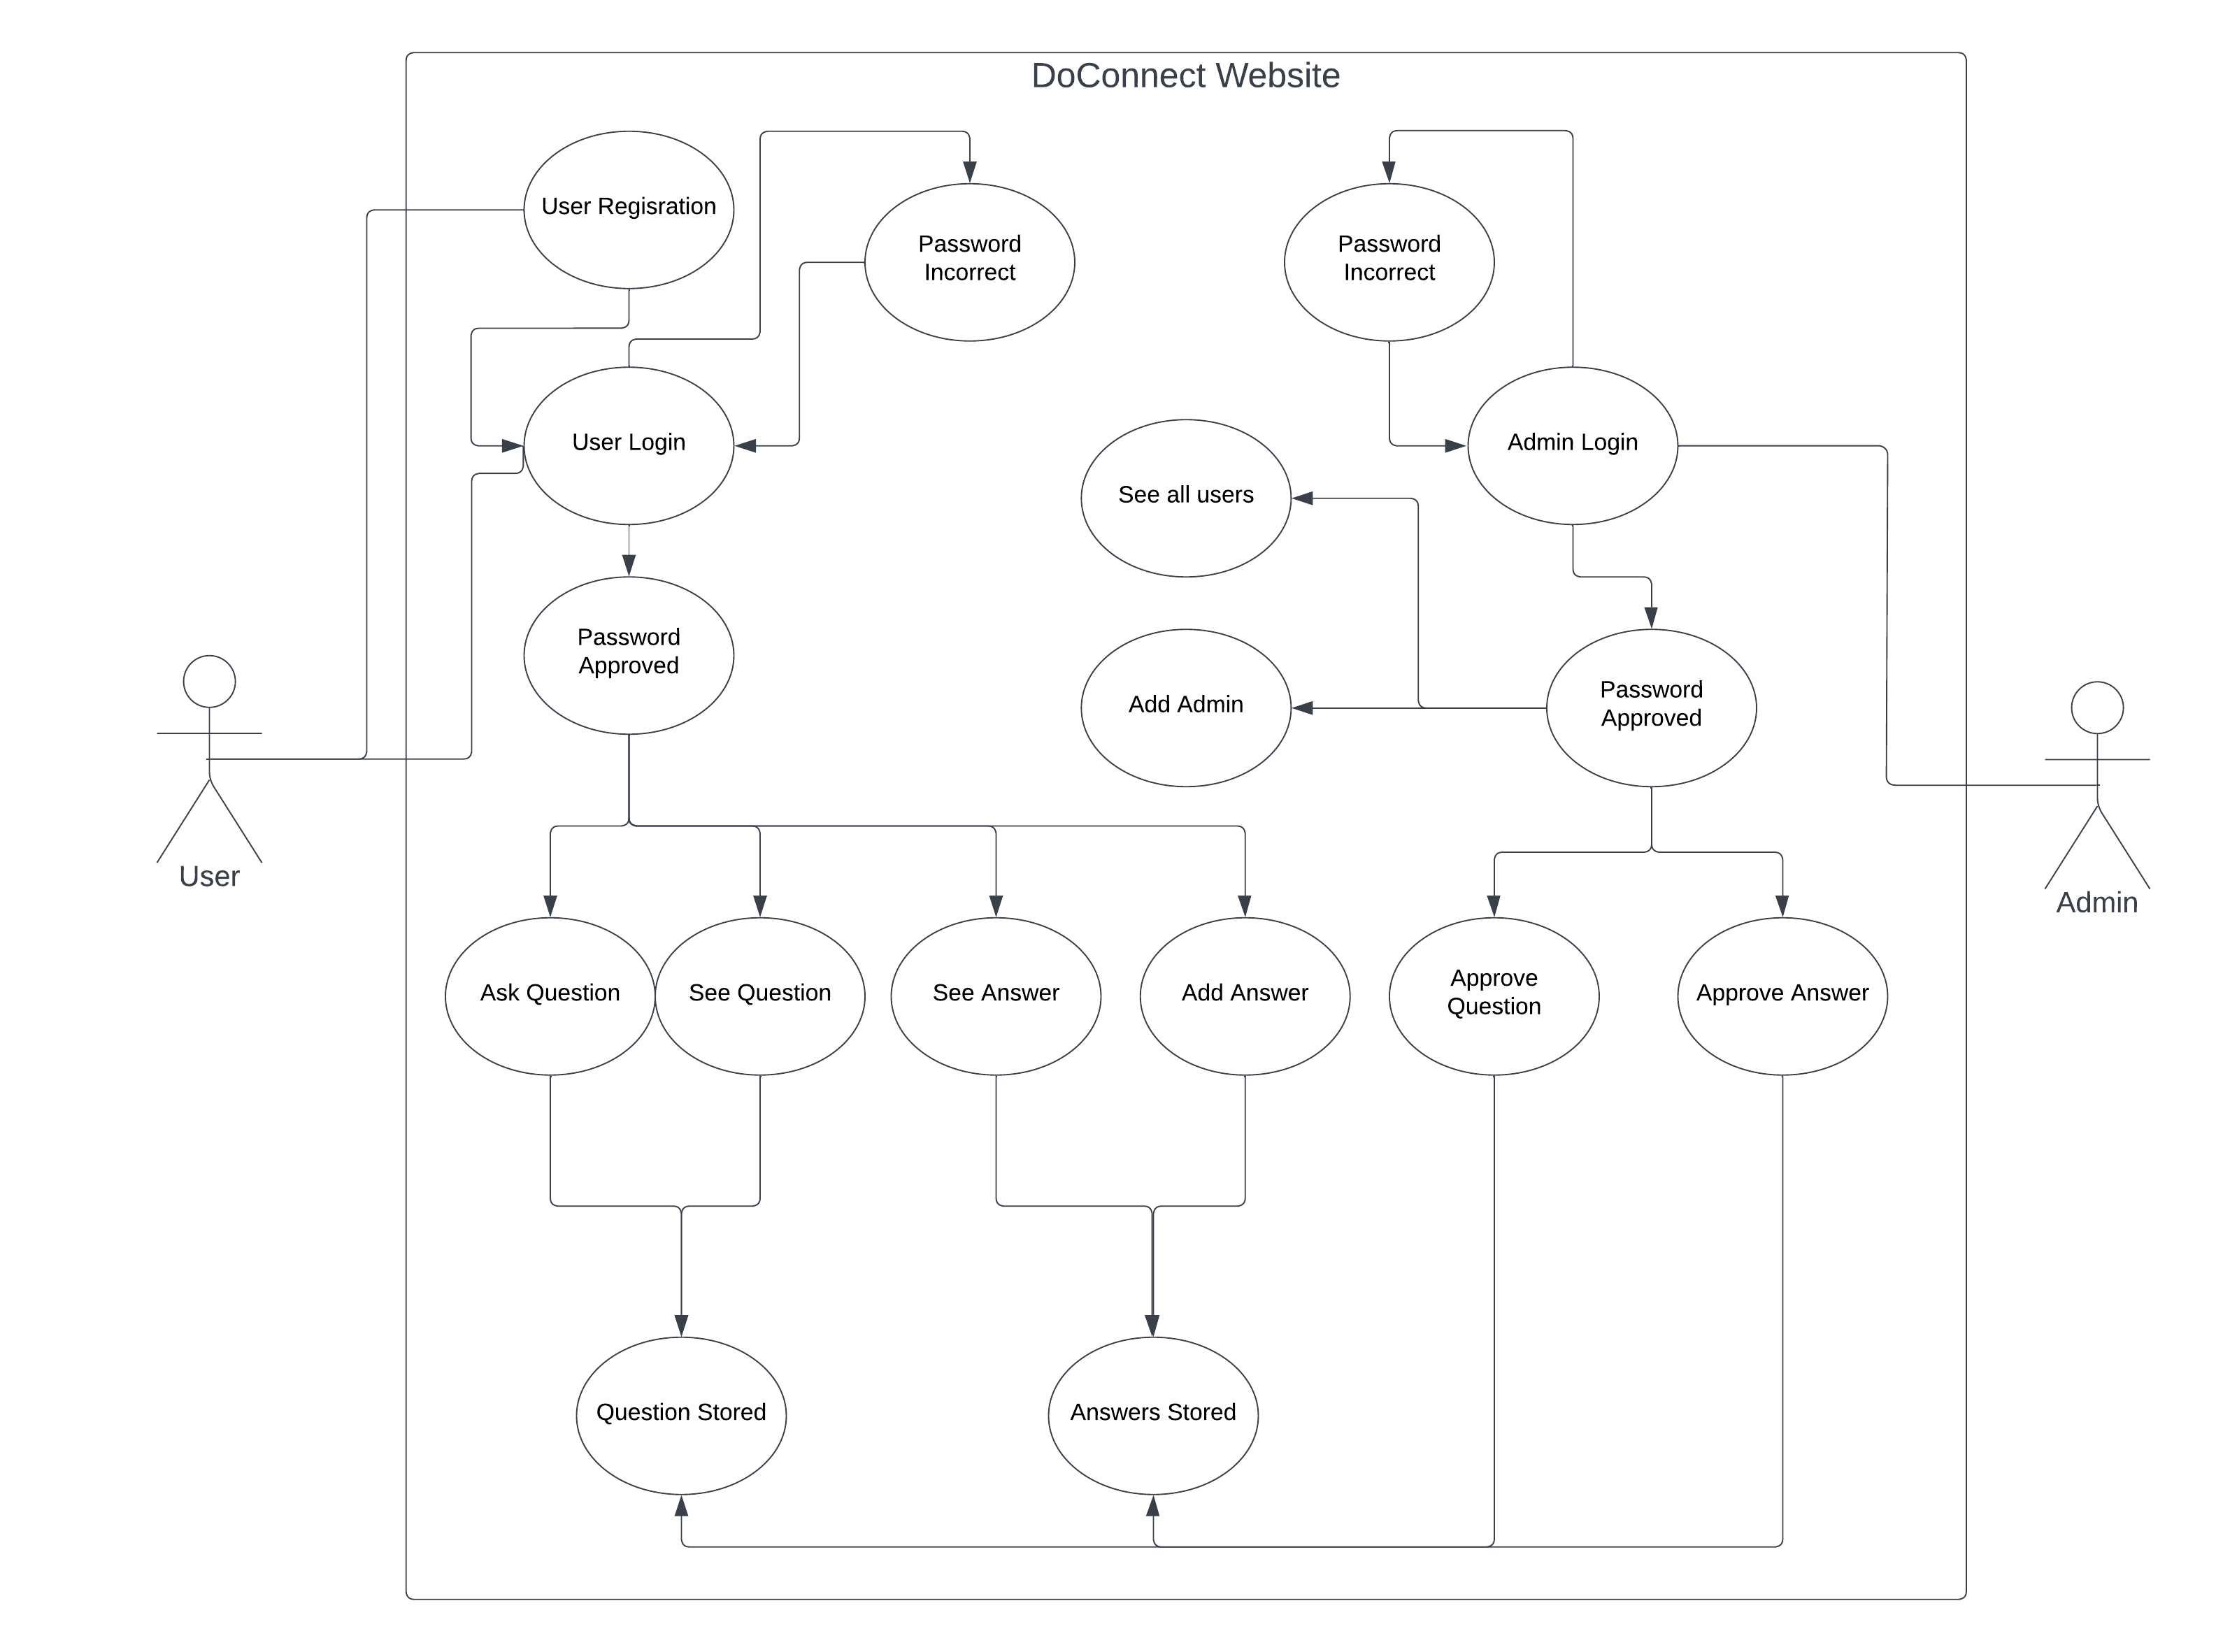 DoConnect Website
User Regisration
Password
Incorrect
Password
Incorrect
User Login
Admin Login
See all users
Password
Approved
Password
Approved
Add Admin
User
Admin
Ask Question
See Question
See Answer
Add Answer
Approve
Question
Approve Answer
Question Stored
Answers Stored